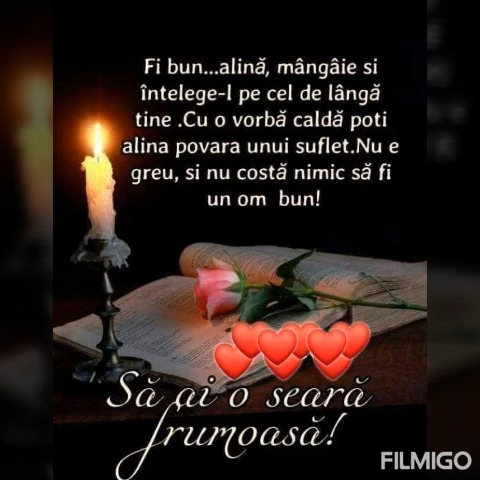 Fi bun...alină, mângâie si
întelege-l pe cel de lângă
tine .Cu o vorbă caldă poti
alina povara unui suflet.Nu e
greu, si nu costă nimic să fi
un om bun!
Să ai o seară
frumoasă!
FILMIGO